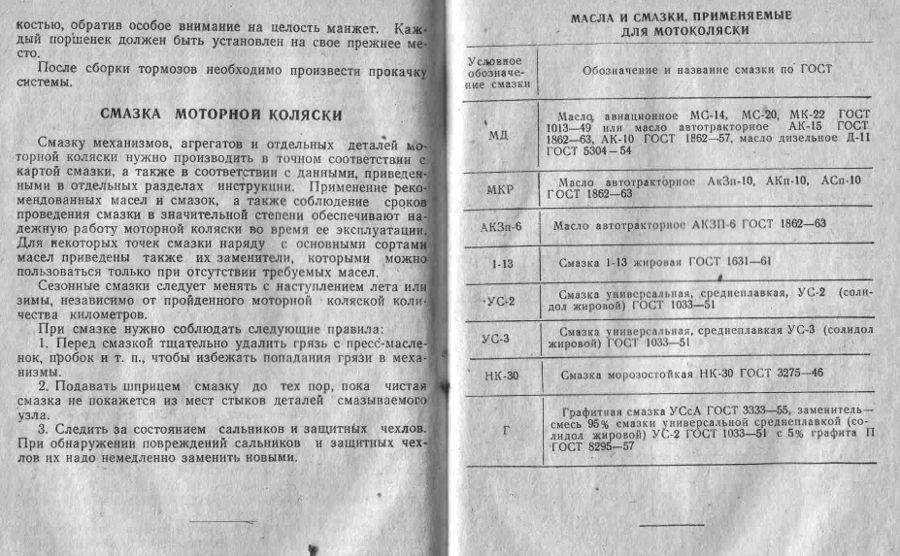 костью, обратив особое внимание на целость манжет. Каж-
дый поршенек должен быть установлен на свое прежнее ме-
сто.
После сборки тормозов необходимо произвести прокачку
системы.
СМАЗКА МОТОРНОЙ КОЛЯСКИ
Смазку механизмов, агрегатов и отдельных деталей мо-
торной коляски нужно производить в точном соответствии с
картой смазки, а также в соответствии с данными, приведен-
ными в отдельных разделах инструкции. Применение реко-
мендованных масел и смазок, а также соблюдение сроков
проведения смазки в значительной степени обеспечивают на-
дежную работу моторной коляски во время ее эксплуатации.
Для некоторых точек смазки наряду с основными сортами
масел приведены также их заменители, которыми можно
пользоваться только при отсутствии требуемых масел.
Сезонные смазки следует менять с наступлением лета или
зимы, независимо от пройденного моторной коляской коли-
чества километров.
При смазке нужно соблюдать следующие правила:
1. Перед смазкой тщательно удалить грязь с пресс-масле-
нок, пробок и т. п., чтобы избежать попадания грязи в меха-
низмы.
2. Подавать шприцем смазку до тех пор, пока чистая
смазка не покажется из мест стыков деталей смазываемого
узла.
3. Следить за состоянием сальников и защитных чехлов.
При обнаружении повреждений сальников и защитных чех-
лов их надо немедленно заменить новыми.
МАСЛА И СМАЗКИ, ПРИМЕНЯЕМЫЕ
ДЛЯ МОТОКОЛЯСКИ
Условное
обозначе-
ние смазки
Обозначение и название смазки по ГОСТ
МД
Масло авиационное МС-14, МС-20, МК-22 ГОСТ
1013—49 или масло автотракторное АК-15 ГОСТ
1862—63, АК-10 ГОСТ 1862—57, масло дизельное Д-11
ГОСТ 5304—54
МКР
Масло автотракторное АкЗп-10, АКп-10, АСп-10
ГОСТ 1862—63
АКЗп-6
Масло автотракторное АКЗП-6 ГОСТ 1862—63
1-13
Смазка 1-13 жировая ГОСТ 1631—61
УС-2
Смазка универсальная, среднеплавкая, УС-2 (соли-
дол жировой) ГОСТ 1033—51
УС-3
Смазка универсальная, среднеплавкая УС-3 (солидол
жировой) ГОСТ 1033—51
НК-30
Смазка морозостойкая НК-30 ГОСТ 3275—46
Г
Графитная смазка УСсА ГОСТ 3333—55, заменитель—
смесь 95% смазки универсальной среднеплавкой (со-
лидол жировой) УС-2 ГОСТ 1033—51 с 5% графита П
ГОСТ 8295—57